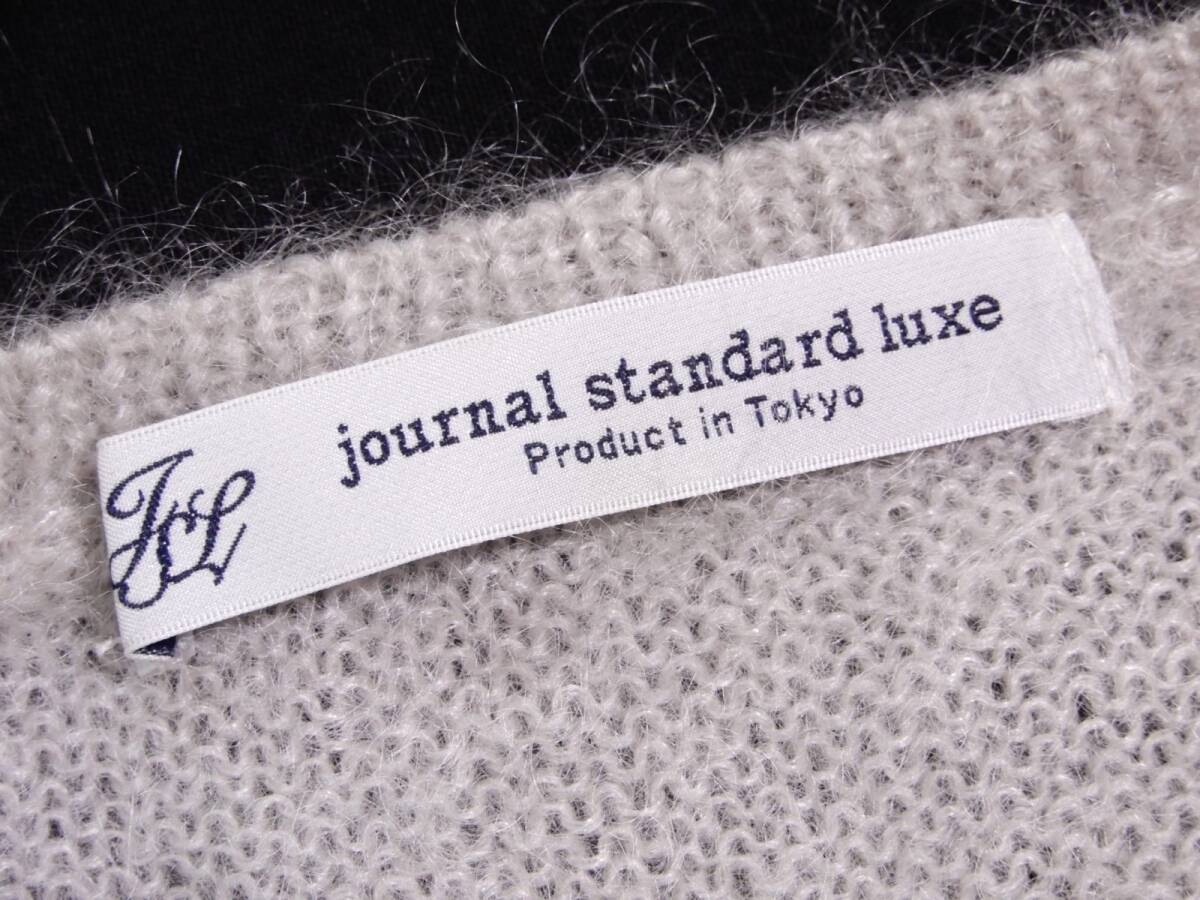 JSL
journal standard luxe
Product in Tokyo